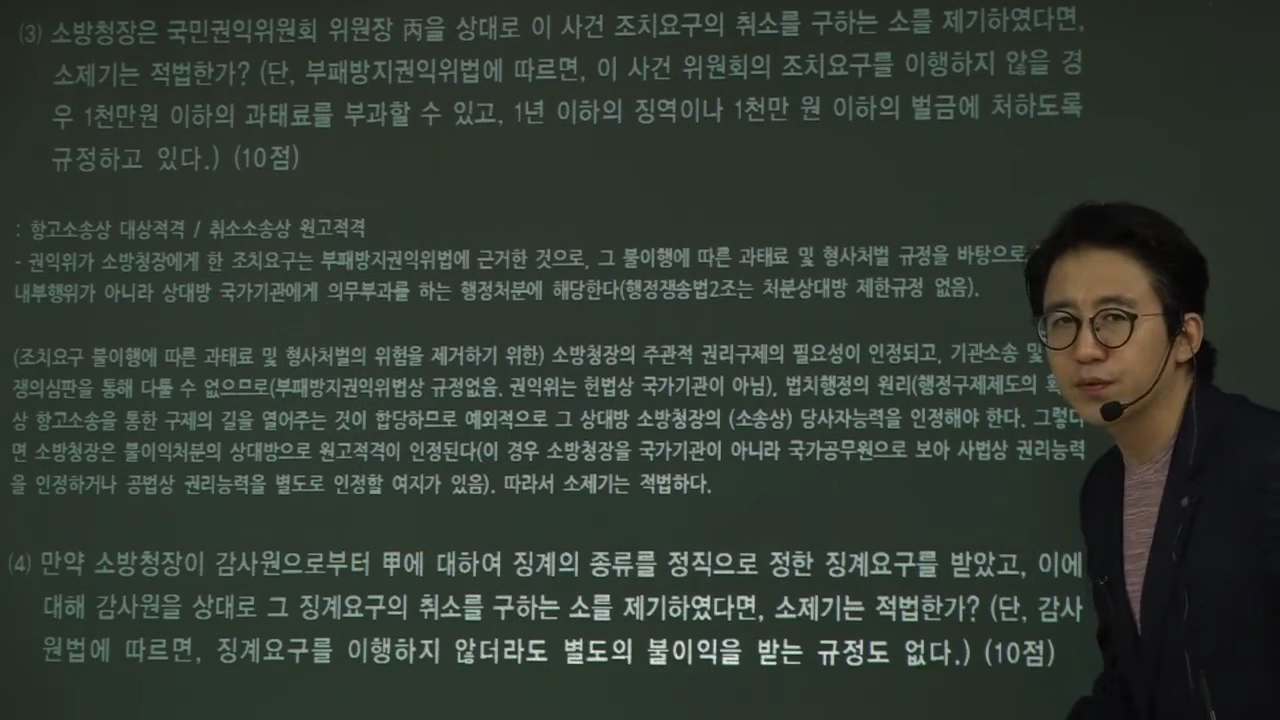 (3) 소방청장은 국민권익위원회 위원장 丙을 상대로 이 사건 조치요구의 취소를 구하는 소를 제기하였다면,
소제기는 적법한가? (단, 부패방지권익위법에 따르면, 이 사건 위원회의 조치요구를 이행하지 않을 경
우 1천만원 이하의 과태료를 부과할 수 있고, 1년 이하의 징역이나 1천만 원 이하의 벌금에 처하도록
규정하고 있다.) (10점)
: 항고소송상 대상적격 / 취소소송상 원고적격
- 권익위가 소방청장에게 한 조치요구는 부패방지권익위법에 근거한 것으로, 그 불이행에 따른 과태료 및 형사처벌 규정을 바탕으로
내부행위가 아니라 상대방 국가기관에게 의무부과를 하는 행정처분에 해당한다(행정쟁송법2조는 처분상대방 제한규정 없음).
(조치요구 불이행에 따른 과태료 및 형사처벌의 위험을 제거하기 위한) 소방청장의 주관적 권리구제의 필요성이 인정되고, 기관소송 및
쟁의심판을 통해 다툴 수 없으므로(부패방지권익위법상 규정없음. 권익위는 헌법상 국가기관이 아님), 법치행정의 원리(행정구제제도의
상 항고소송을 통한 구제의 길을 열어주는 것이 합당하므로 예외적으로 그 상대방 소방청장의 (소송상) 당사자능력을 인정해야 한다. 그렇다
면 소방청장은 불이익처분의 상대방으로 원고적격이 인정된다(이 경우 소방청장을 국가기관이 아니라 국가공무원으로 보아 사법상 권리능력
을 인정하거나 공법상 권리능력을 별도로 인정할 여지가 있음). 따라서 소제기는 적법하다.
(4) 만약 소방청장이 감사원으로부터 甲에 대하여 징계의 종류를 정직으로 정한 징계요구를 받았고, 이에
대해 감사원을 상대로 그 징계요구의 취소를 구하는 소를 제기하였다면, 소제기는 적법한가? (단, 감사
원법에 따르면, 징계요구를 이행하지 않더라도 별도의 불이익을 받는 규정도 없다.) (10점)